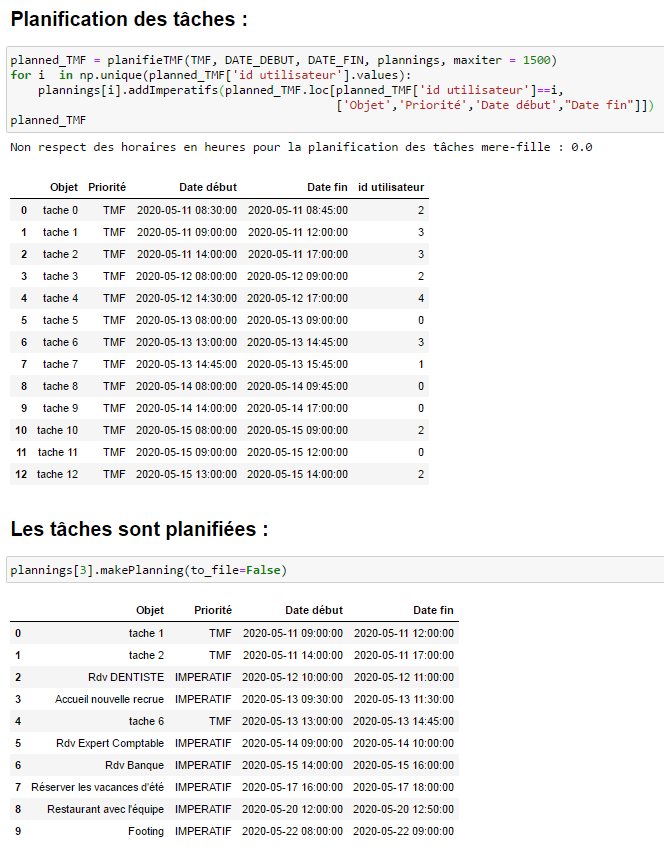 Planification des tâches :
planned_TMF = planifieTMF(TMF, DATE_DEBUT, DATE_FIN, plannings, maxiter = 1500)
for i  in np.unique(planned_TMF['id utilisateur'].values):
    plannings[i].addImperatifs(planned_TMF.loc[planned_TMF['id utilisateur']==i,
                                               ['Objet','Priorité','Date début',"Date fin"]])
planned_TMF
Non respect des horaires en heures pour la planification des tâches mere-fille : 0.0
Objet Priorité Date début Date fin id utilisateur
0 tache 0 TMF 2020-05-11 08:30:00 2020-05-11 08:45:00 2
1 tache 1 TMF 2020-05-11 09:00:00 2020-05-11 12:00:00 3
2 tache 2 TMF 2020-05-11 14:00:00 2020-05-11 17:00:00 3
3 tache 3 TMF 2020-05-12 08:00:00 2020-05-12 09:00:00 2
4 tache 4 TMF 2020-05-12 14:30:00 2020-05-12 17:00:00 4
5 tache 5 TMF 2020-05-13 08:00:00 2020-05-13 09:00:00 0
6 tache 6 TMF 2020-05-13 13:00:00 2020-05-13 14:45:00 3
7 tache 7 TMF 2020-05-13 14:45:00 2020-05-13 15:45:00 1
8 tache 8 TMF 2020-05-14 08:00:00 2020-05-14 09:45:00 0
9 tache 9 TMF 2020-05-14 14:00:00 2020-05-14 17:00:00 0
10 tache 10 TMF 2020-05-15 08:00:00 2020-05-15 09:00:00 2
11 tache 11 TMF 2020-05-15 09:00:00 2020-05-15 12:00:00 0
12 tache 12 TMF 2020-05-15 13:00:00 2020-05-15 14:00:00 2
Les tâches sont planifiées :
plannings[3].makePlanning(to_file=False)
Objet Priorité Date début Date fin
0 tache 1 TMF 2020-05-11 09:00:00 2020-05-11 12:00:00
1 tache 2 TMF 2020-05-11 14:00:00 2020-05-11 17:00:00
2 Rdv DENTISTE IMPERATIF 2020-05-12 10:00:00 2020-05-12 11:00:00
3 Accueil nouvelle recrue IMPERATIF 2020-05-13 09:30:00 2020-05-13 11:30:00
4 tache 6 TMF 2020-05-13 13:00:00 2020-05-13 14:45:00
5 Rdv Expert Comptable IMPERATIF 2020-05-14 09:00:00 2020-05-14 10:00:00
6 Rdv Banque IMPERATIF 2020-05-15 14:00:00 2020-05-15 16:00:00
7 Réserver les vacances d'été IMPERATIF 2020-05-17 16:00:00 2020-05-17 18:00:00
8 Restaurant avec l'équipe IMPERATIF 2020-05-20 12:00:00 2020-05-20 12:50:00
9 Footing IMPERATIF 2020-05-22 08:00:00 2020-05-22 09:00:00